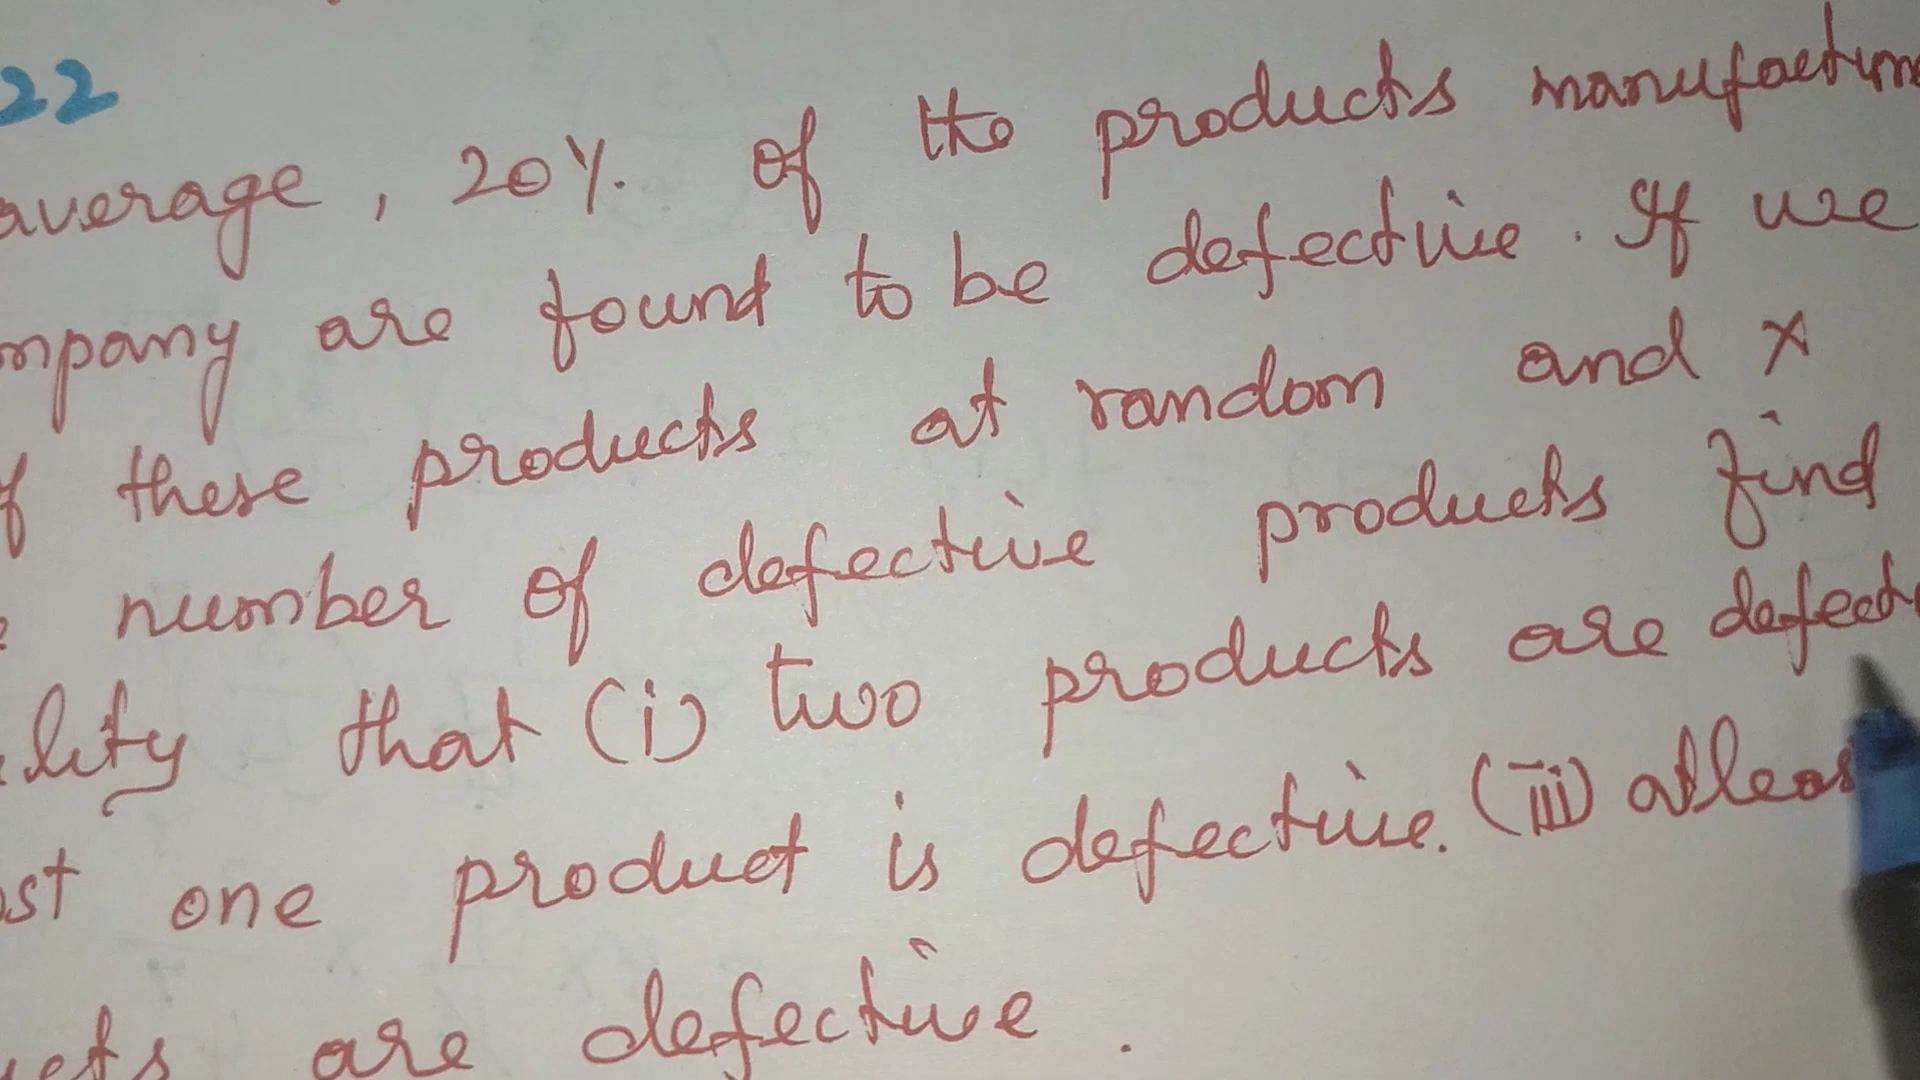 22
average, 20%. of the products manufactur
mpany are found to be defective. If we
f these products at random and x
number of defective products find
lity that (i) two products are defect
st one product is defective. (iii) atleas
ucts are defective.